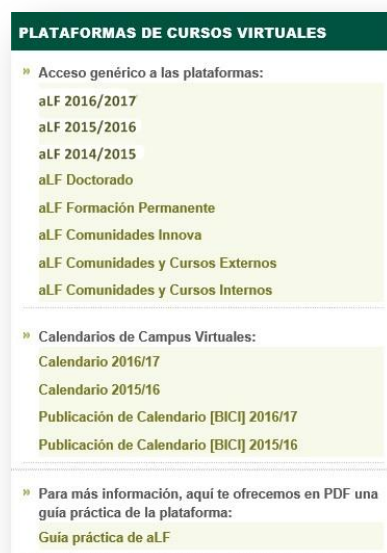 PLATAFORMAS DE CURSOS VIRTUALES
» Acceso genérico a las plataformas:
aLF 2016/2017
aLF 2015/2016
aLF 2014/2015
aLF Doctorado
aLF Formación Permanente
aLF Comunidades Innova
aLF Comunidades y Cursos Externos
aLF Comunidades y Cursos Internos
» Calendarios de Campus Virtuales:
Calendario 2016/17
Calendario 2015/16
Publicación de Calendario [BICI] 2016/17
Publicación de Calendario [BICI] 2015/16
» Para más información, aquí te ofrecemos en PDF una
guía práctica de la plataforma:
Guía práctica de aLF